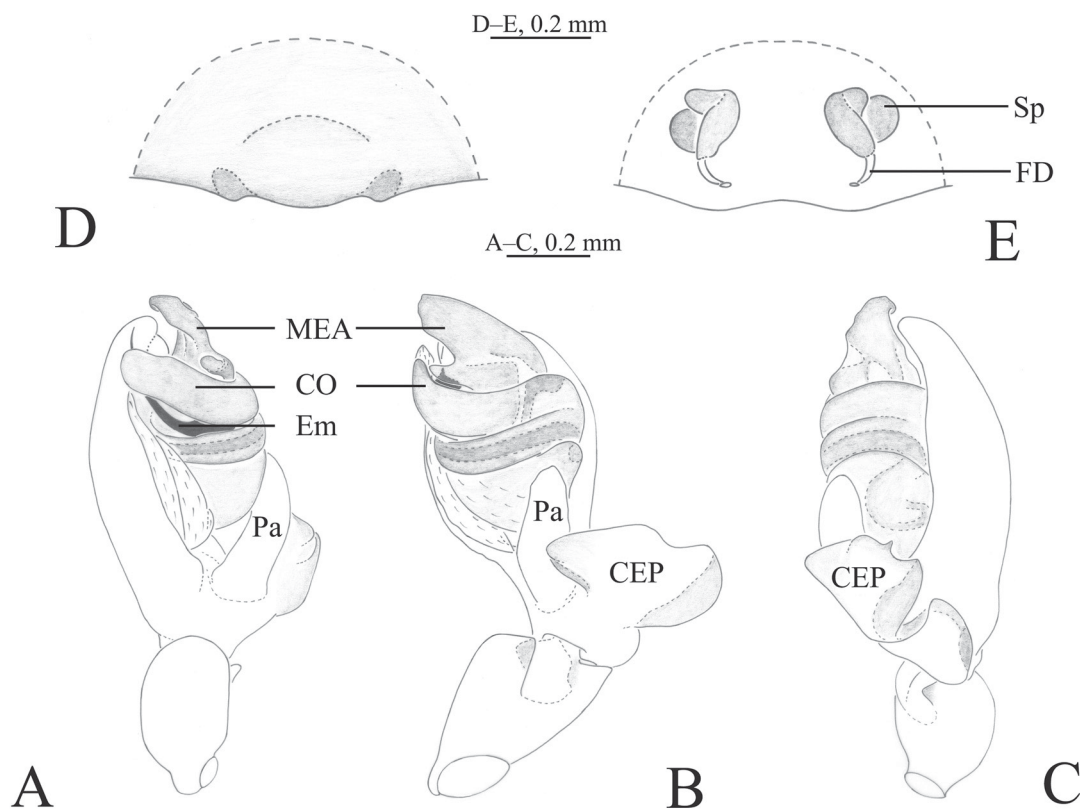 D–E, 0.2 mm
Sp
FD
D
E
A–C, 0.2 mm
MEA
CO
Em
Pa
Pa
CEP
CEP
A
B
C